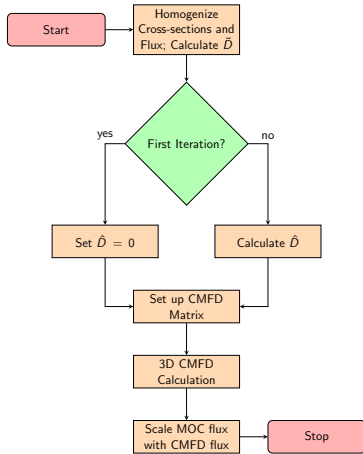 Start
Homogenize
Cross-sections and
Flux; Calculate D̃
First Iteration?
yes
no
Set D̂ = 0
Calculate D̂
Set up CMFD
Matrix
3D CMFD
Calculation
Scale MOC flux
with CMFD flux
Stop